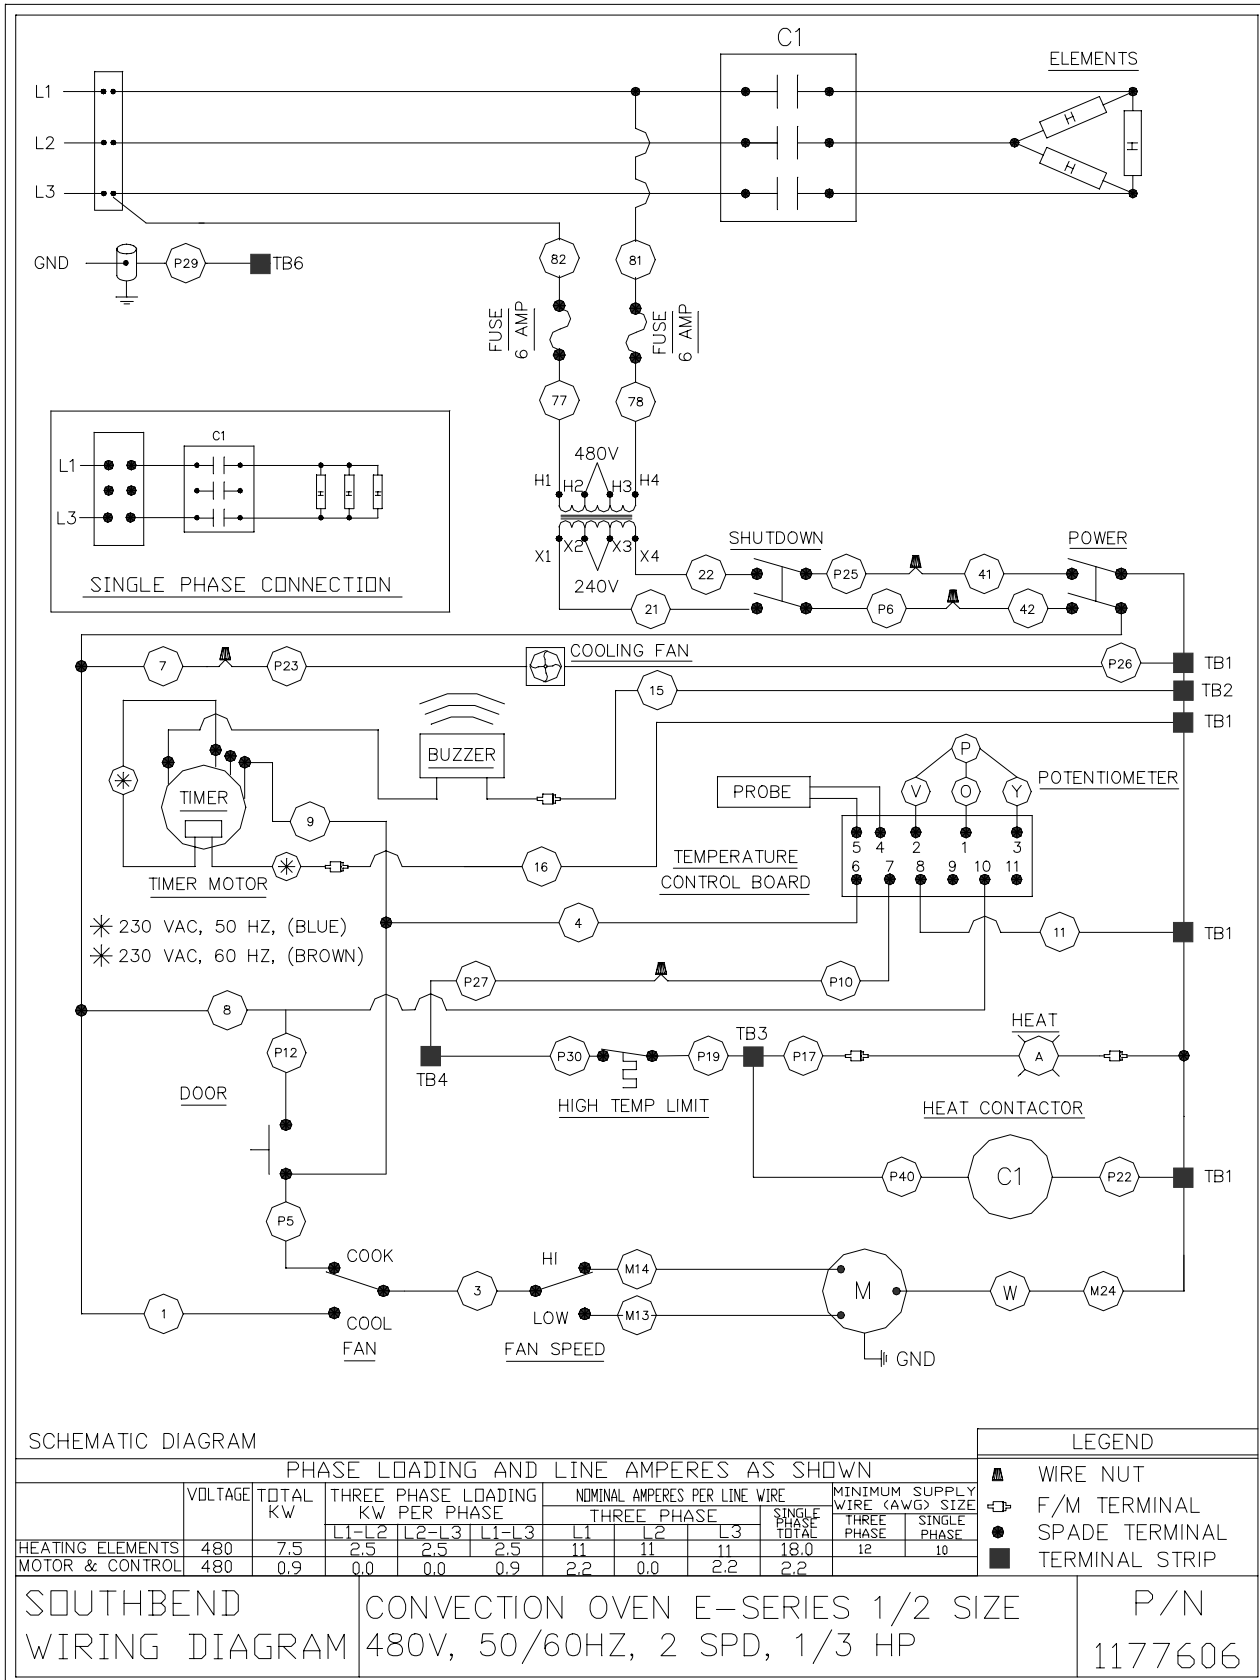 C1
ELEMENTS
L1
L2
L3
H
H
H
GND
P29
TB6
82
81
FUSE
6 AMP
FUSE
6 AMP
77
78
C1
L1
L3
H
H
H
SINGLE PHASE CONNECTION
480V
H1
H2
H3
H4
X1
X2
X3
X4
240V
SHUTDOWN
POWER
22
P25
41
21
P6
42
7
P23
COOLING FAN
P26
TB1
15
TB2
TB1
BUZZER
TIMER
9
TIMER MOTOR
16
PROBE
P
V
O
Y
POTENTIOMETER
5 4 2 1 3
6 7 8 9 10 11
TEMPERATURE
CONTROL BOARD
230 VAC, 50 HZ, (BLUE)
230 VAC, 60 HZ, (BROWN)
4
11
TB1
P27
P10
8
P12
TB4
P30
P19
TB3
P17
HEAT
A
HIGH TEMP LIMIT
DOOR
HEAT CONTACTOR
P40
C1
P22
TB1
P5
COOK
COOL
FAN
1
3
HI
LOW
FAN SPEED
M14
M13
M
W
M24
GND
SCHEMATIC DIAGRAM
LEGEND
WIRE NUT
F/M TERMINAL
SPADE TERMINAL
TERMINAL STRIP
PHASE LOADING AND LINE AMPERES AS SHOWN
VOLTAGE
TOTAL KW
THREE PHASE LOADING
KW PER PHASE
NOMINAL AMPERES PER LINE WIRE
MINIMUM SUPPLY
WIRE (AWG) SIZE
THREE PHASE
SINGLE PHASE TOTAL
THREE PHASE
SINGLE PHASE
L1-L2 L2-L3 L1-L3 L1 L2 L3
HEATING ELEMENTS 480 7.5 2.5 2.5 2.5 11 11 11 18.0 12 10
MOTOR & CONTROL 480 0.9 0.0 0.0 0.9 2.2 0.0 2.2 2.2
SOUTHBEND
WIRING DIAGRAM
CONVECTION OVEN E-SERIES 1/2 SIZE
480V, 50/60HZ, 2 SPD, 1/3 HP
P/N
1177606